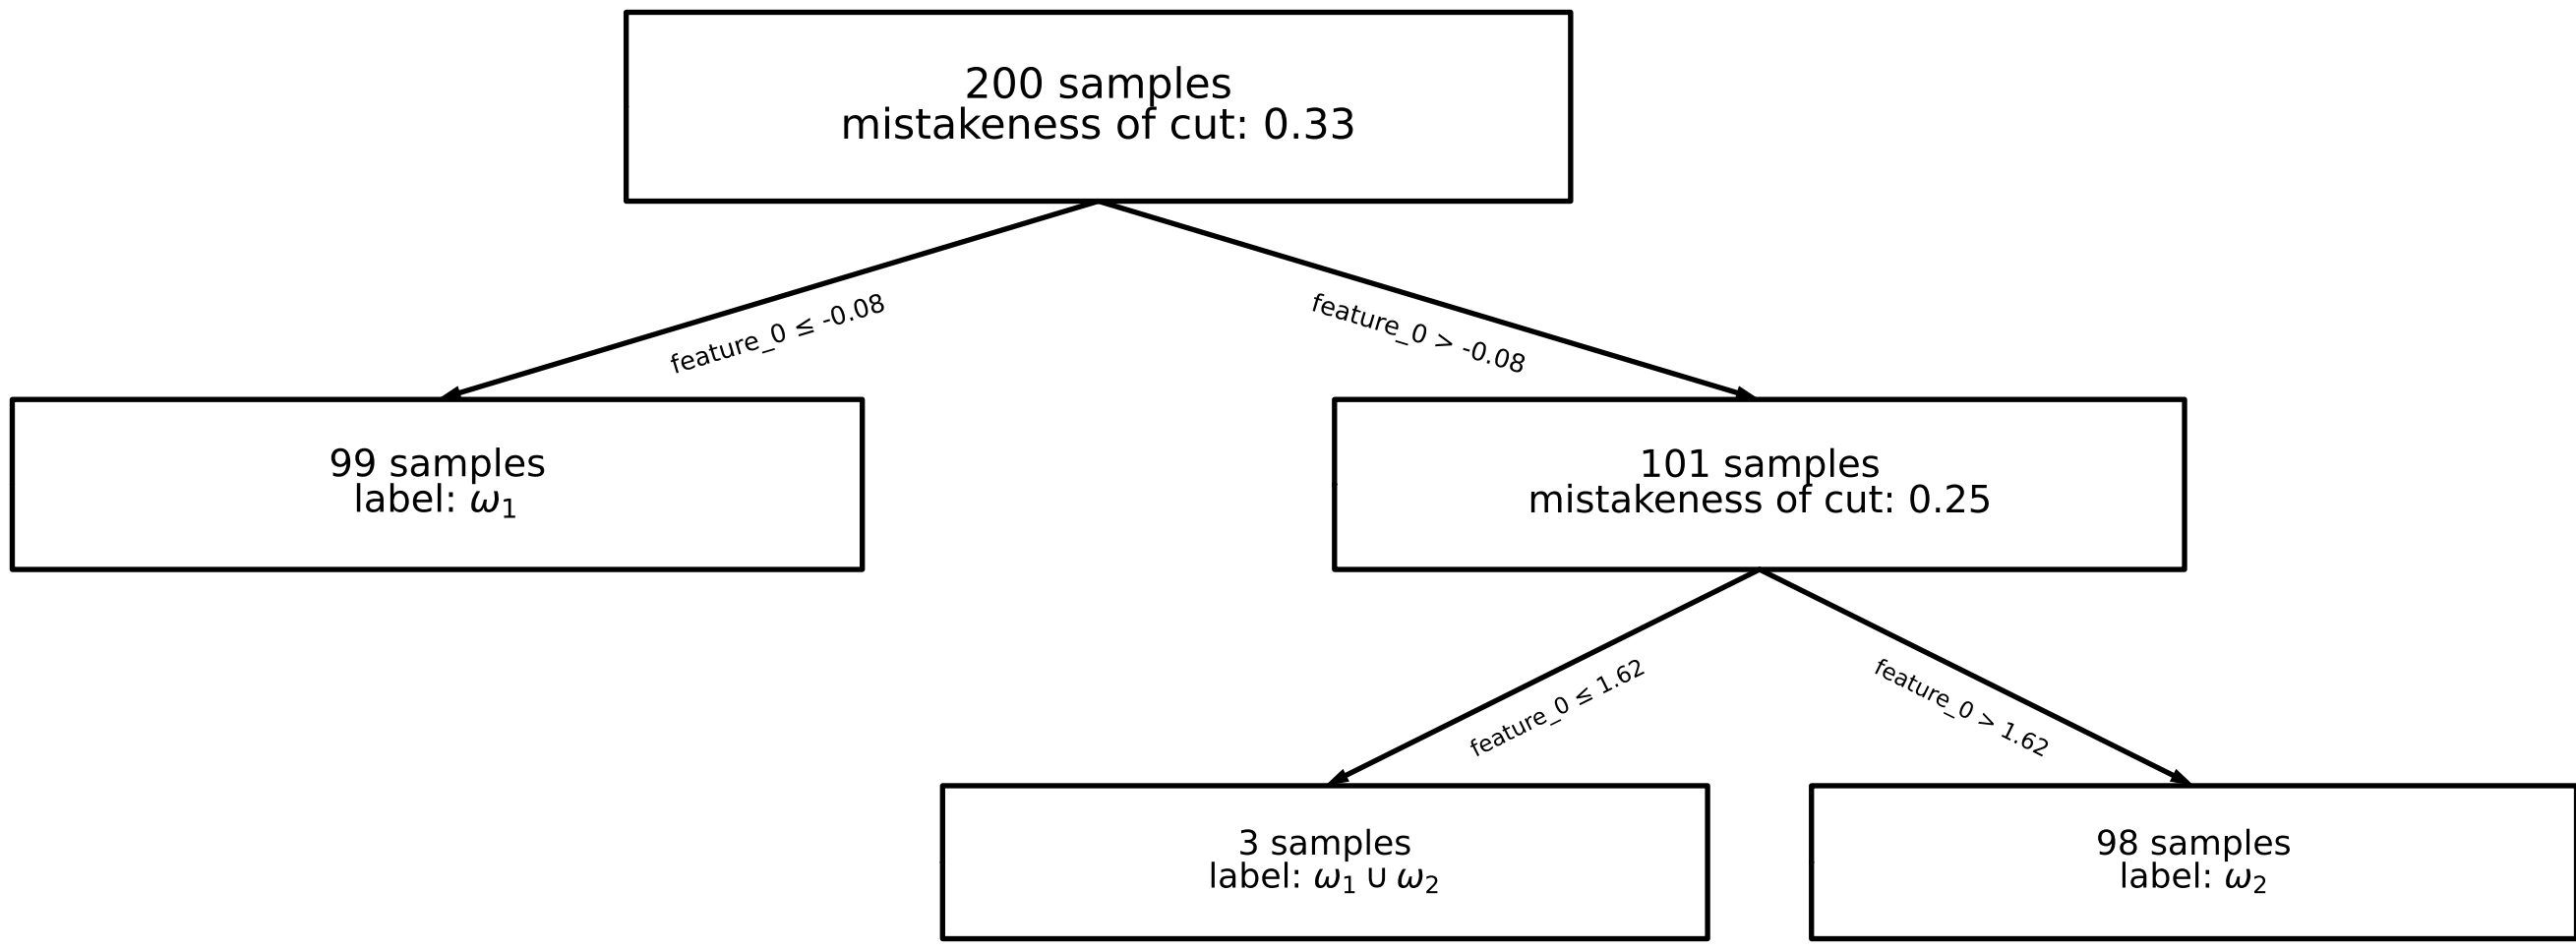 200 samples
mistakeness of cut: 0.33
feature_0 ≤ -0.08
feature_0 > -0.08
99 samples
label: ω₁
101 samples
mistakeness of cut: 0.25
feature_0 ≤ 1.62
feature_0 > 1.62
3 samples
label: ω₁ ∪ ω₂
98 samples
label: ω₂